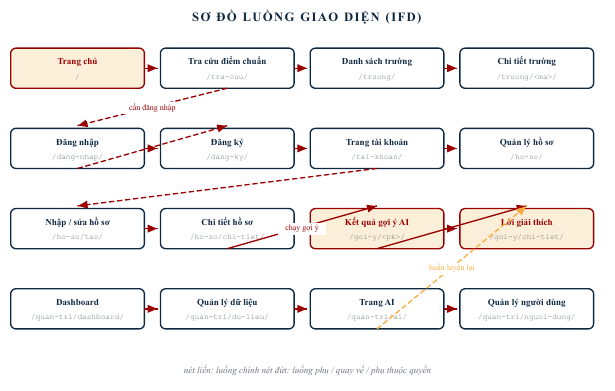 SƠ ĐỒ LUỒNG GIAO DIỆN (IFD)
Trang chủ
/
Tra cứu điểm chuẩn
/tra-cuu/
Danh sách trường
/truong/
Chi tiết trường
/truong/<ma>/
cần đăng nhập
Đăng nhập
/dang-nhap/
Đăng ký
/dang-ky/
Trang tài khoản
/tai-khoan/
Quản lý hồ sơ
/ho-so/
Nhập / sửa hồ sơ
/ho-so/tao/
Chi tiết hồ sơ
/ho-so/chi-tiet/
chạy gợi ý
Kết quả gợi ý AI
/goi-y/<pk>/
Lời giải thích
/goi-y/chi-tiet/
huấn luyện lại
Dashboard
/quan-tri/dashboard/
Quản lý dữ liệu
/quan-tri/du-lieu/
Trang AI
/quan-tri/ai/
Quản lý người dùng
/quan-tri/nguoi-dung/
nét liền: luồng chính nét đứt: luồng phụ / quay về / phụ thuộc quyền